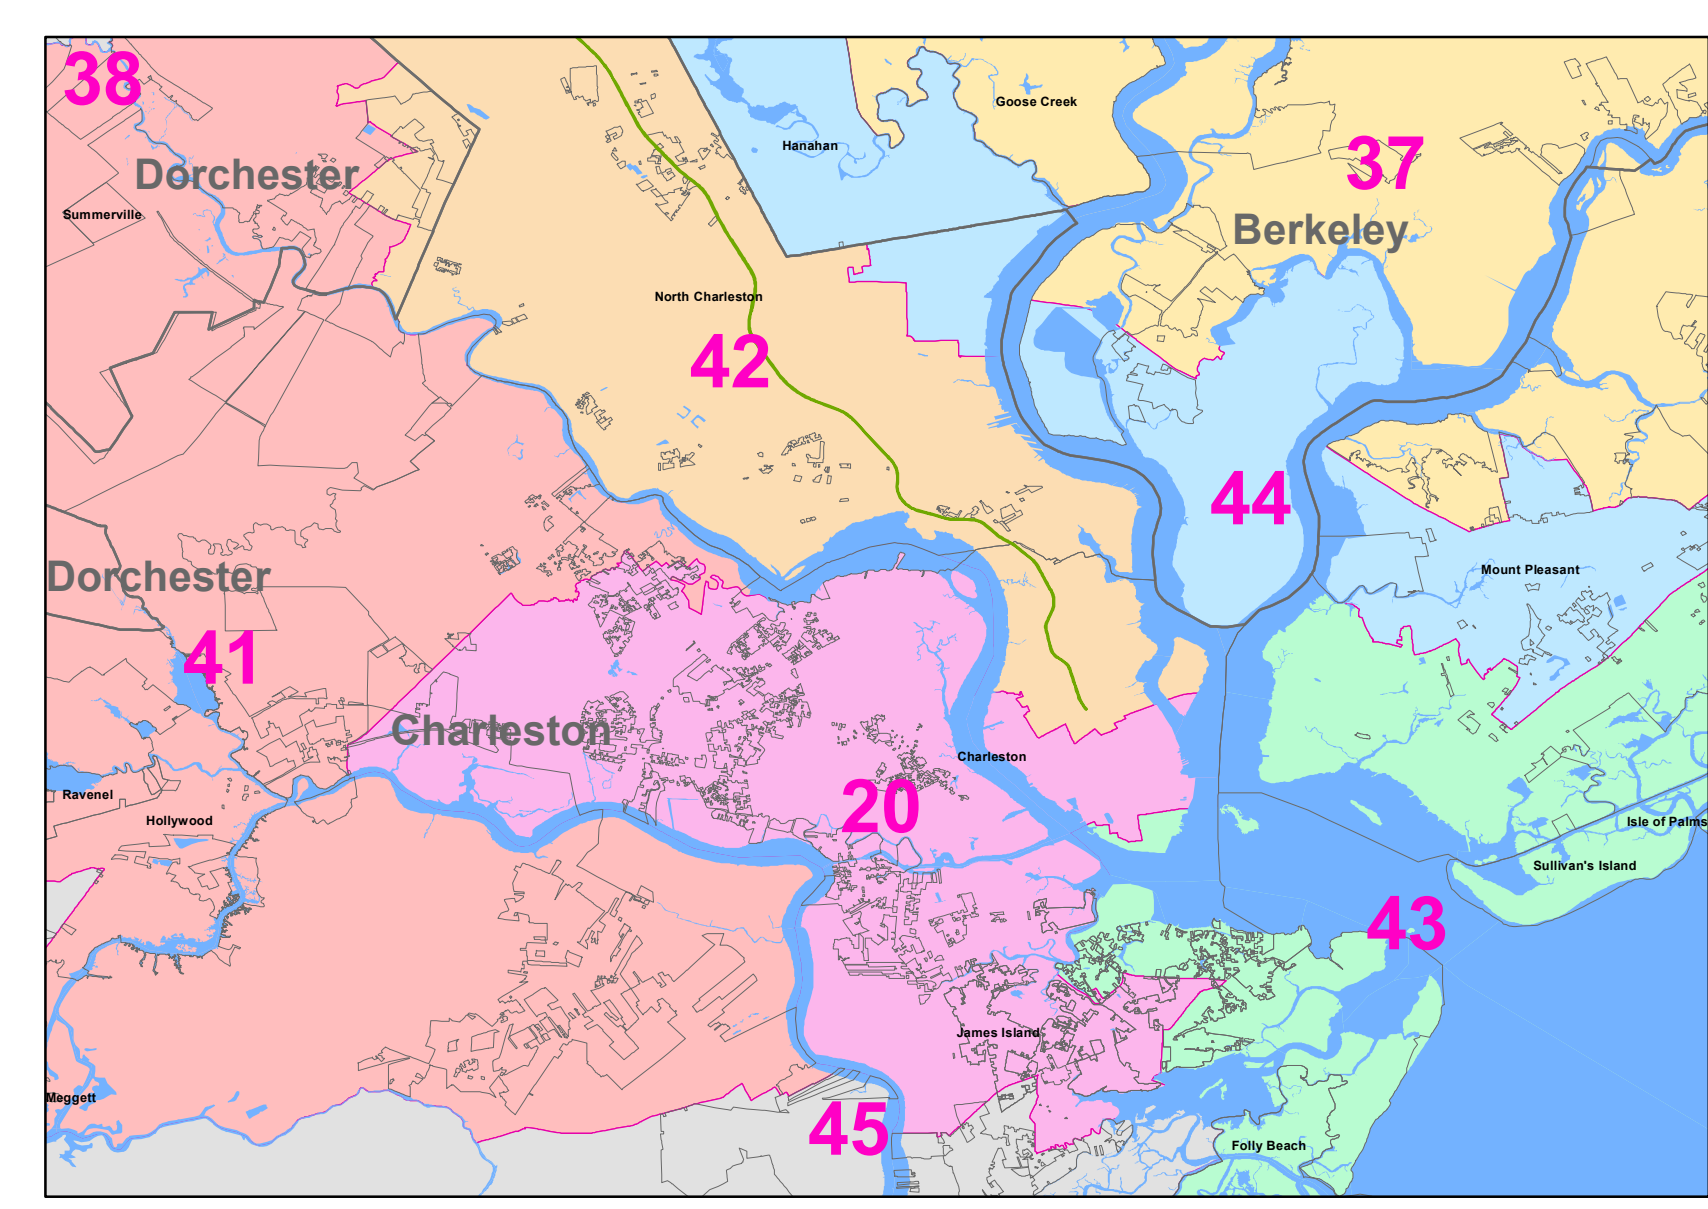 38
Goose Creek
Hanahan
37
Dorchester
Summerville
Berkeley
North Charleston
42
44
Mount Pleasant
Dorchester
41
Charleston
Charleston
Ravenel
20
Hollywood
Isle of Palms
Sullivan's Island
43
James Island
Meggett
45
Folly Beach